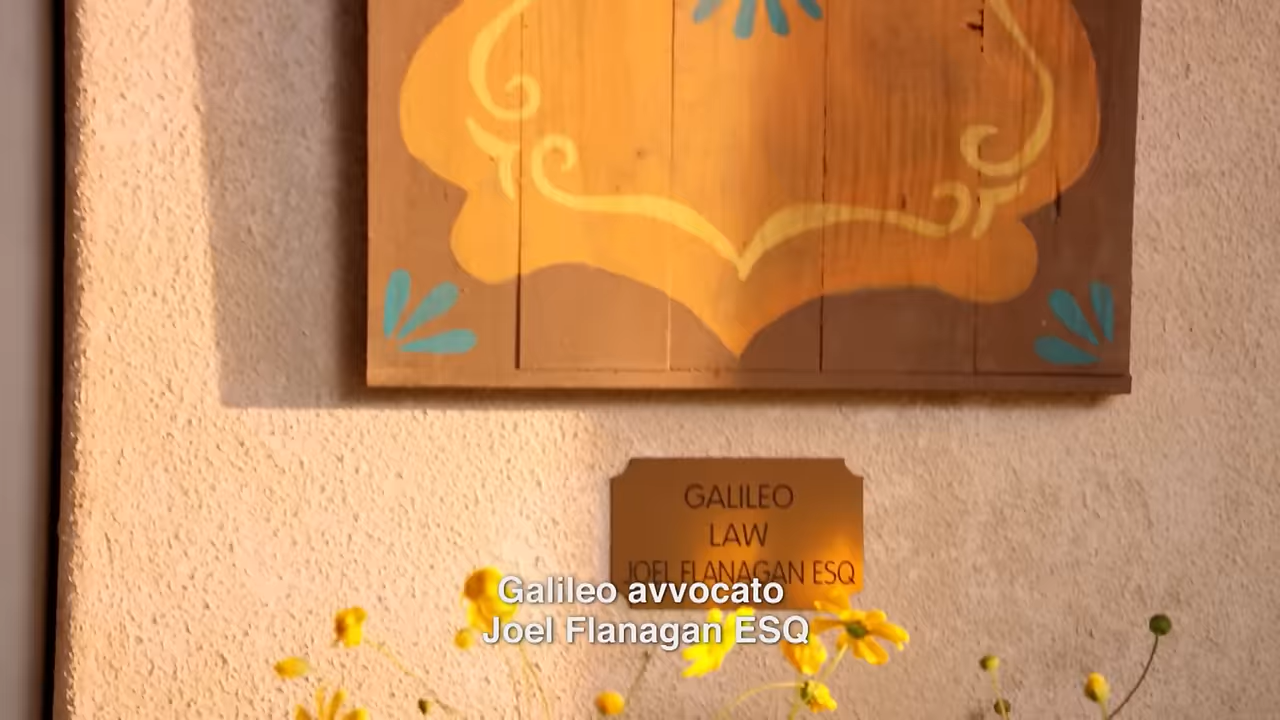 GALILEO
LAW
JOEL FLANAGAN ESQ
Galileo avvocato
Joel Flanagan ESQ